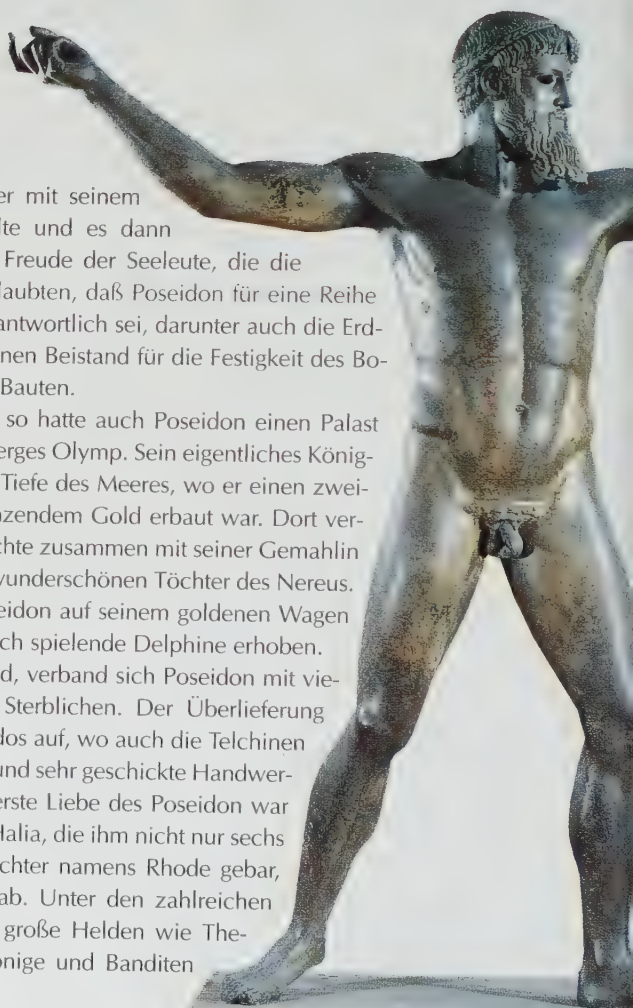 er mit seinem
lte und es dann
Freude der Seeleute, die die
laubten, daß Poseidon für eine Reihe
antwortlich sei, darunter auch die Erd-
nen Beistand für die Festigkeit des Bo-
Bauten.
so hatte auch Poseidon einen Palast
erges Olymp. Sein eigentliches König-
Tiefe des Meeres, wo er einen zwei-
nzendem Gold erbaut war. Dort ver-
chte zusammen mit seiner Gemahlin
wunderschönen Töchter des Nereus.
eidon auf seinem goldenen Wagen
ch spielende Delphine erhoben.
d, verband sich Poseidon mit vie-
Sterblichen. Der Überlieferung
dos auf, wo auch die Telchinen
und sehr geschickte Handwer-
erste Liebe des Poseidon war
Halia, die ihm nicht nur sechs
chter namens Rhode gebar,
ab. Unter den zahlreichen
große Helden wie The-
önige und Banditen